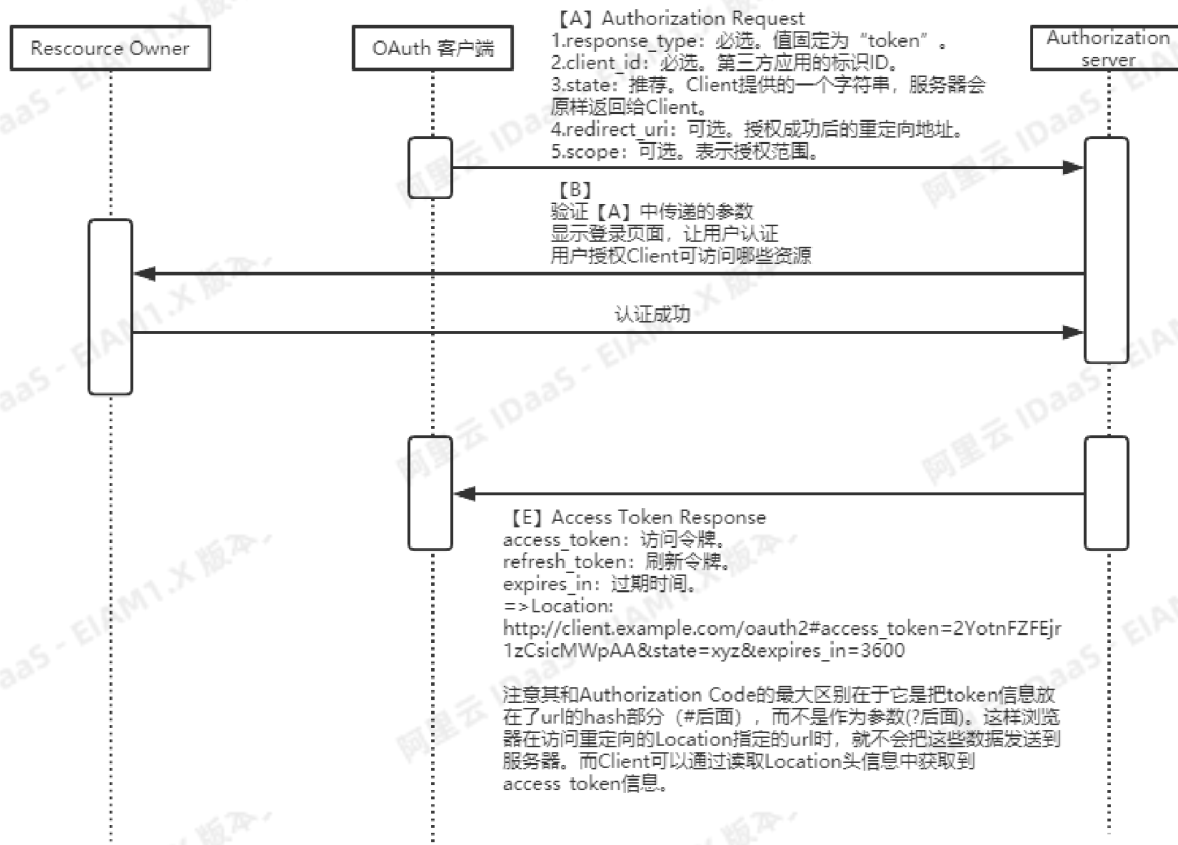 【A】Authorization Request
Rescource Owner
OAuth 客户端
1.response_type：必选。值固定为“token”。
Authorization
server
2.client_id：必选。第三方应用的标识ID。
3.state：推荐。Client提供的一个字符串，服务器会
原样返回给Client。
4.redirect_uri：可选。授权成功后的重定向地址。
5.scope：可选。表示授权范围。
【B】
验证【A】中传递的参数
显示登录页面，让用户认证
用户授权Client可访问哪些资源
认证成功
【E】Access Token Response
access_token：访问令牌。
refresh_token：刷新令牌。
expires_in：过期时间。
=>Location:
http://client.example.com/oauth2#access_token=2YotnFZFEjr
1zCsicMWpAA&state=xyz&expires_in=3600
注意其和Authorization Code的最大区别在于它是把token信息放
在了url的hash部分（#后面），而不是作为参数(?后面)。这样浏览
器在访问重定向的Location指定的url时，就不会把这些数据发送到
服务器。而Client可以通过读取Location头信息中获取到
access_token信息。
阿里云 IDaaS - EIAM1.X 版本